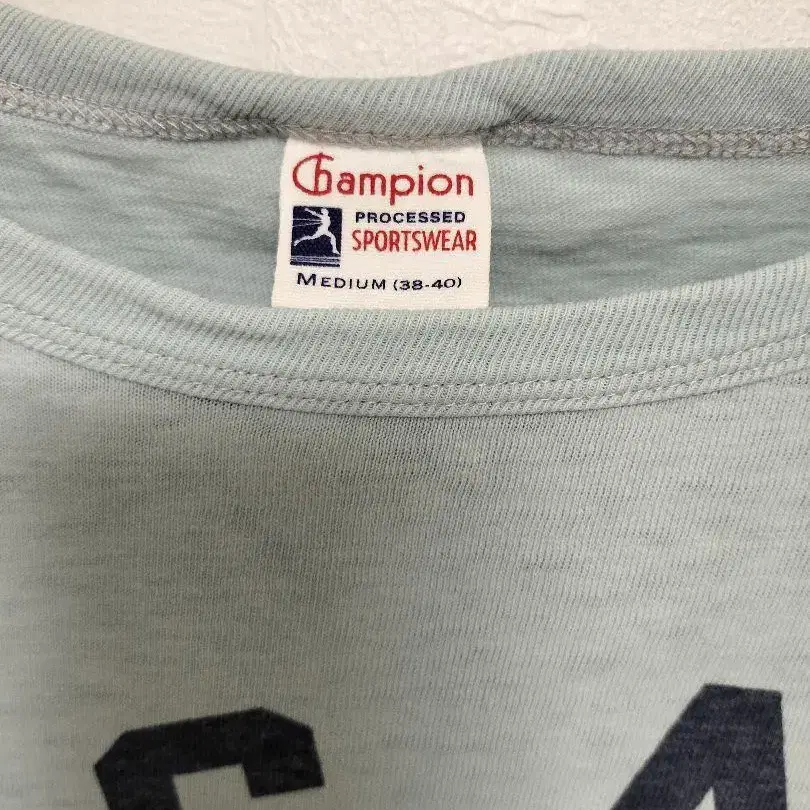 Champion
PROCESSED
SPORTSWEAR
MEDIUM (38-40)